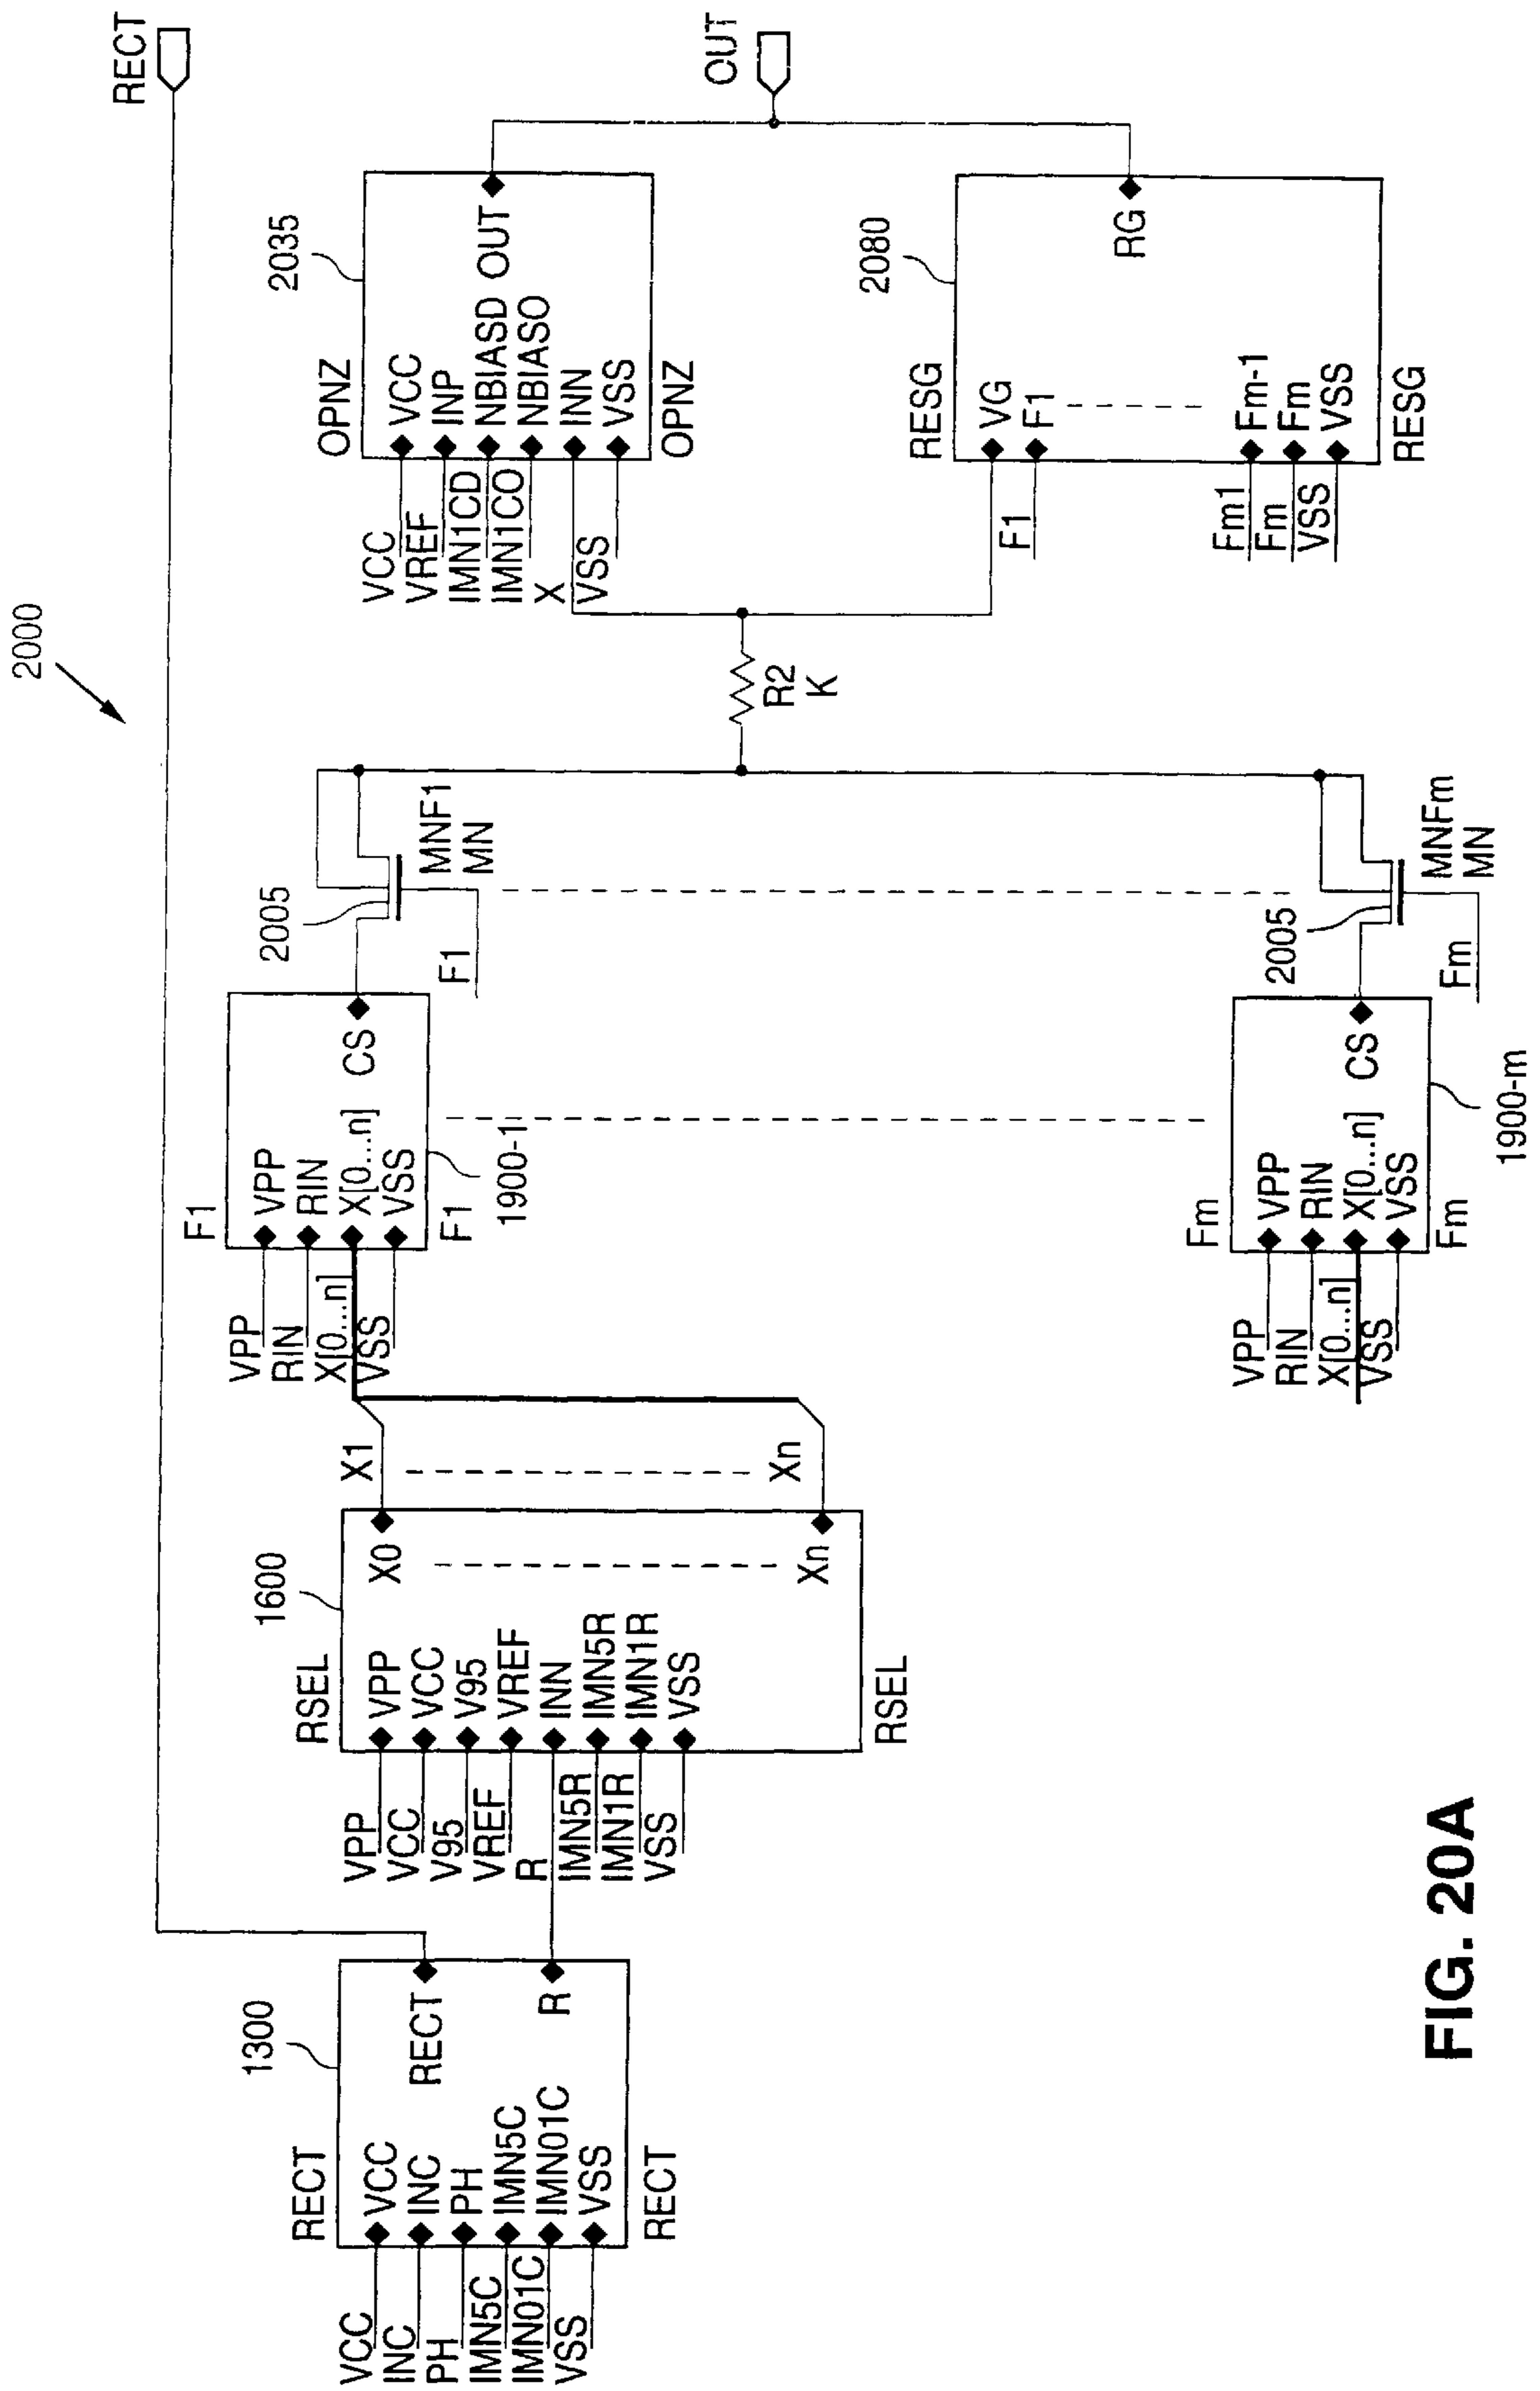 2000
RECT
RECT
1300
VCC
INC
PH
IMN5C
IMN01C
VSS
VCC
INC
PH
IMN5C
IMN01C
VSS
RECT
R
RECT
RSEL
1600
VPP
VCC
V95
VREF
R
IMN5R
IMN1R
VSS
VPP
VCC
V95
VREF
INN
IMN5R
IMN1R
VSS
X0
Xn
RSEL
X1
Xn
F1
VPP
RIN
X[0...n]
VSS
VPP
RIN
X[0...n]
VSS
CS
F1
1900-1
2005
MNF1
MN
F1
Fm
VPP
RIN
X[0...n]
VSS
VPP
RIN
X[0...n]
VSS
CS
Fm
1900-m
2005
MNFm
MN
Fm
R2
K
OPNZ
2035
VCC
VREF
IMN1CD
IMN1CO
X
VSS
VCC
INP
NBIASD
NBIASO
INN
VSS
OUT
OPNZ
OUT
RESG
2080
F1
Fm1
Fm
VSS
VG
F1
Fm-1
Fm
VSS
RG
RESG
FIG. 20A